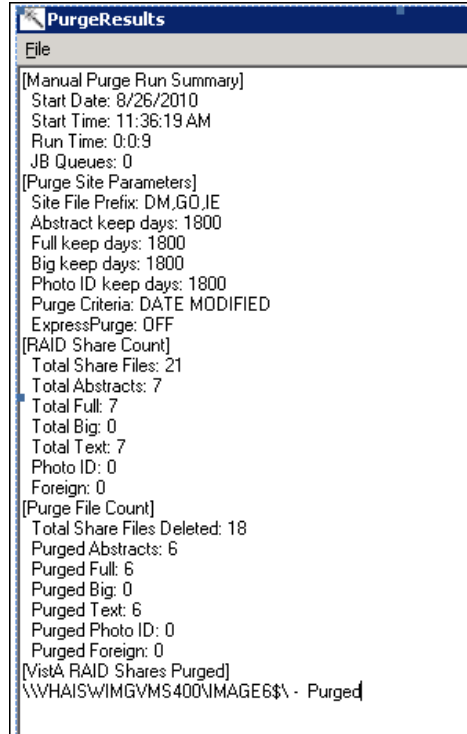 PurgeResults
File
[Manual Purge Run Summary]
Start Date: 8/26/2010
Start Time: 11:36:19 AM
Run Time: 0:0:9
JB Queues: 0
[Purge Site Parameters]
Site File Prefix: DM,GO,IE
Abstract keep days: 1800
Full keep days: 1800
Big keep days: 1800
Photo ID keep days: 1800
Purge Criteria: DATE MODIFIED
ExpressPurge: OFF
[RAID Share Count]
Total Share Files: 21
Total Abstracts: 7
Total Full: 7
Total Big: 0
Total Text: 7
Photo ID: 0
Foreign: 0
[Purge File Count]
Total Share Files Deleted: 18
Purged Abstracts: 6
Purged Full: 6
Purged Big: 0
Purged Text: 6
Purged Photo ID: 0
Purged Foreign: 0
[VistA RAID Shares Purged]
\\VHAISWIMGVMS400\IMAGE6$\ - Purged